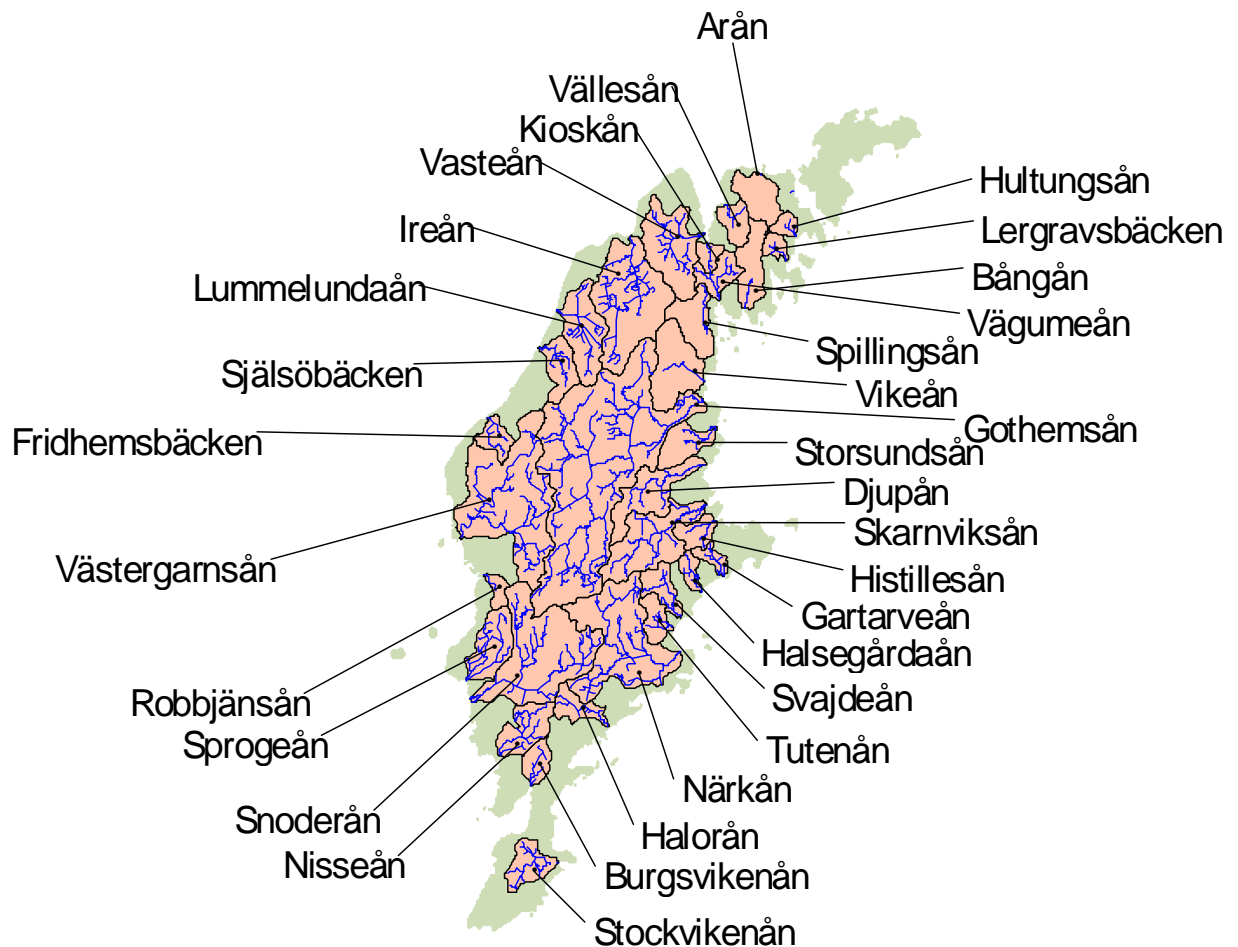 Arån
Vällesån
Kioskån
Vasteån
Hultungsån
Ireån
Lergravsbäcken
Lummelundaån
Bångån
Vägumeån
Själsöbäcken
Spillingsån
Vikeån
Fridhemsbäcken
Gothemsån
Storsundsån
Djupån
Skarnviksån
Västergarnsån
Histillesån
Gartarveån
Halsegårdaån
Robbjänsån
Svajdeån
Sprogeån
Tutenån
Närkån
Snoderån
Halorån
Nisseån
Burgsvikenån
Stockvikenån